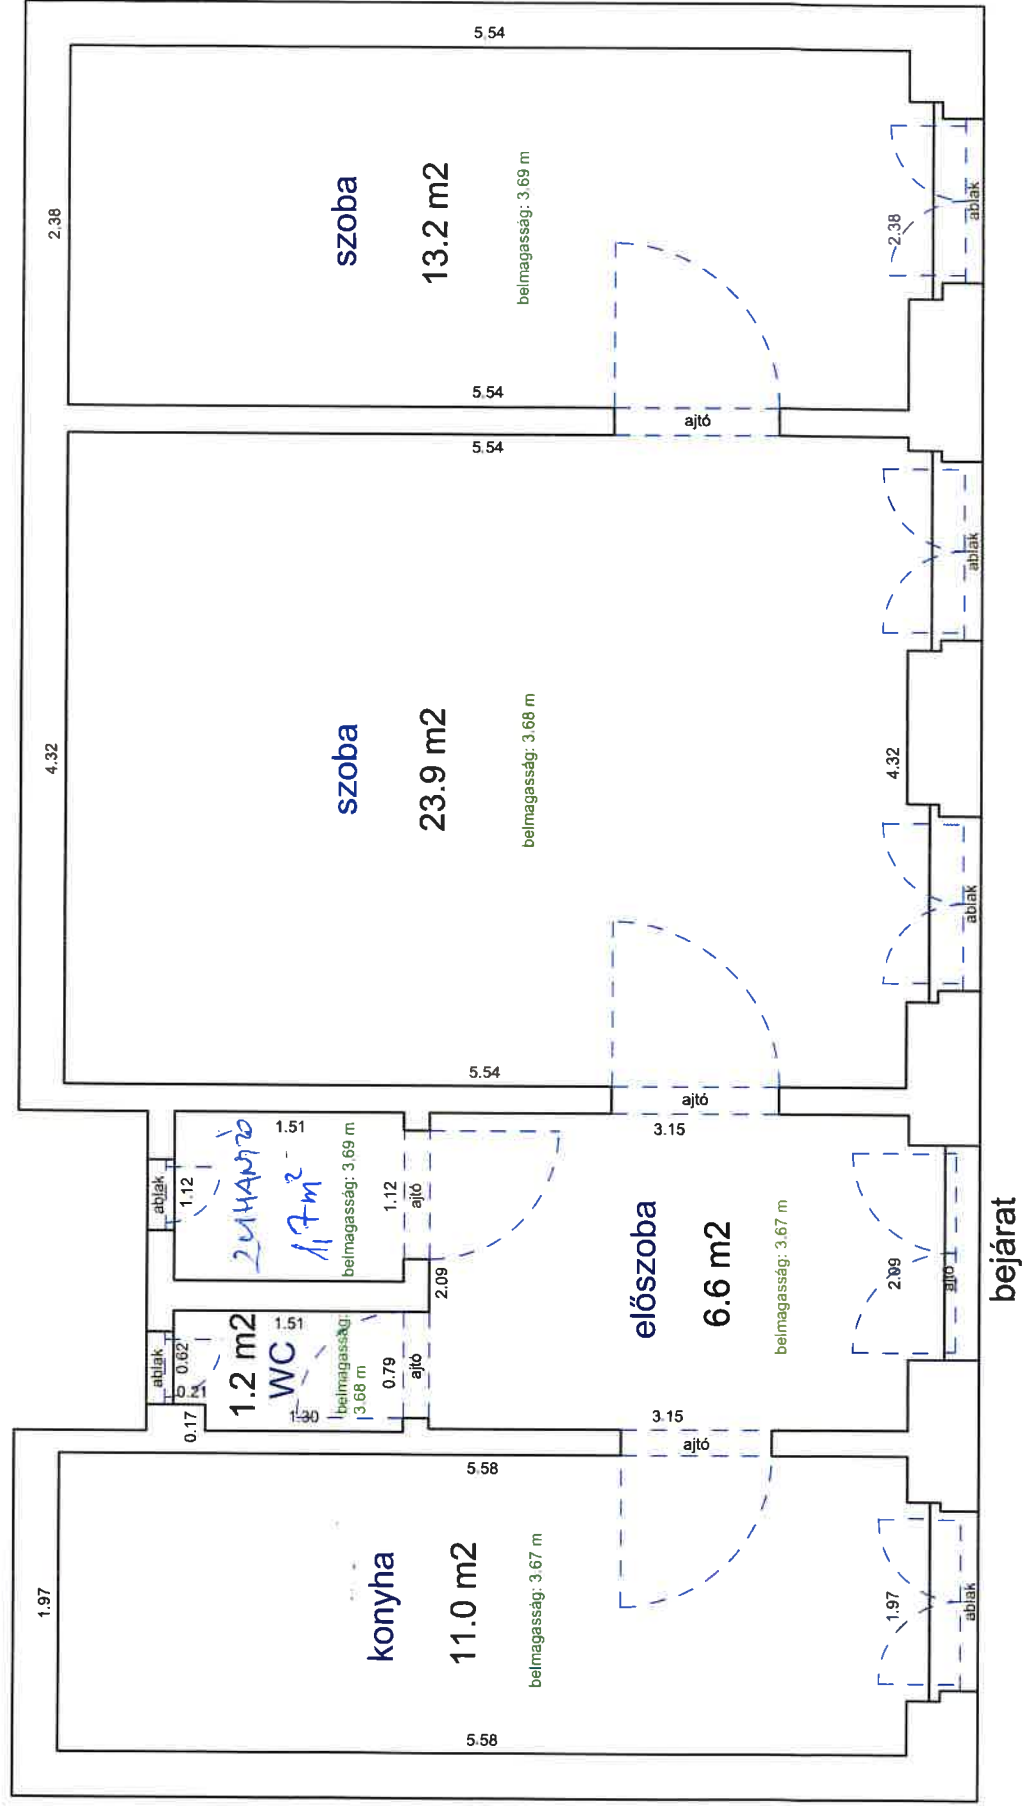 5.54
2.38
szoba
13.2 m2
belmagasság: 3.69 m
2.38
ablak
5.54
ajtó
5.54
ablak
4.32
szoba
23.9 m2
belmagasság: 3.68 m
4.32
ablak
5.54
ajtó
3.15
1.51
ablak
1.12
ZUHANYZÓ
1,7 m²
belmagasság: 3.69 m
1.12
ajtó
2.09
előszoba
6.6 m2
belmagasság: 3.67 m
2.09
ajtó
bejárat
1.51
ablak
0.62
0.21
0.17
1.2 m2
WC
belmagasság:
3.68 m
1.30
0.79
ajtó
3.15
ajtó
5.58
1.97
konyha
11.0 m2
belmagasság: 3.67 m
1.97
ablak
5.58